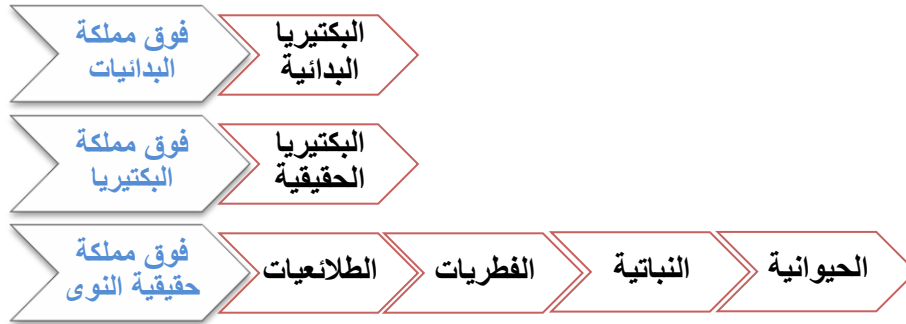 فوق مملكة
البدائيات
البكتيريا
البدائية
فوق مملكة
البكتيريا
البكتيريا
الحقيقية
فوق مملكة
حقيقية النوى
الطلائعيات
الفطريات
النباتية
الحيوانية